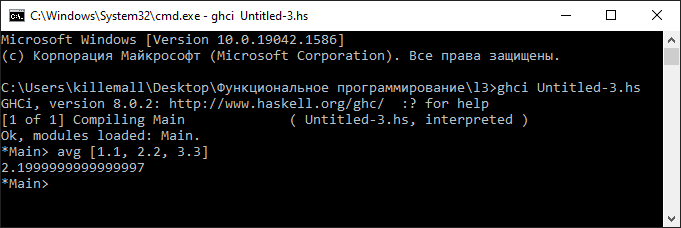 C:\Windows\System32\cmd.exe - ghci Untitled-3.hs
Microsoft Windows [Version 10.0.19042.1586]
(c) Корпорация Майкрософт (Microsoft Corporation). Все права защищены.
C:\Users\killemall\Desktop\Функциональное программирование\l3>ghci Untitled-3.hs
GHCi, version 8.0.2: http://www.haskell.org/ghc/  :? for help
[1 of 1] Compiling Main             ( Untitled-3.hs, interpreted )
Ok, modules loaded: Main.
*Main> avg [1.1, 2.2, 3.3]
2.1999999999999997
*Main>